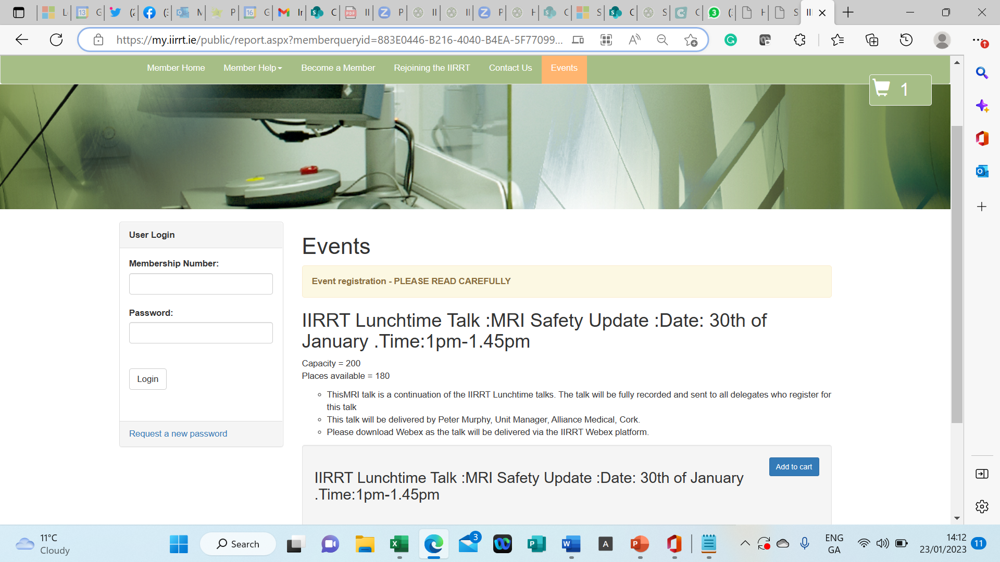 https://my.iirrt.ie/public/report.aspx?memberqueryid=883E0446-B216-4040-B4EA-5F77099...
Member Home Member Help Become a Member Rejoining the IIRRT Contact Us Events
1
User Login
Membership Number:
Password:
Login
Request a new password
Events
Event registration - PLEASE READ CAREFULLY
IIRRT Lunchtime Talk :MRI Safety Update :Date: 30th of
January .Time:1pm-1.45pm
Capacity = 200
Places available = 180
ThisMRI talk is a continuation of the IIRRT Lunchtime talks. The talk will be fully recorded and sent to all delegates who register for
this talk
This talk will be delivered by Peter Murphy, Unit Manager, Alliance Medical, Cork.
Please download Webex as the talk will be delivered via the IIRRT Webex platform.
Add to cart
IIRRT Lunchtime Talk :MRI Safety Update :Date: 30th of January
.Time:1pm-1.45pm
11°C
Cloudy
Search
3
ENG
GA
14:12
23/01/2023
11